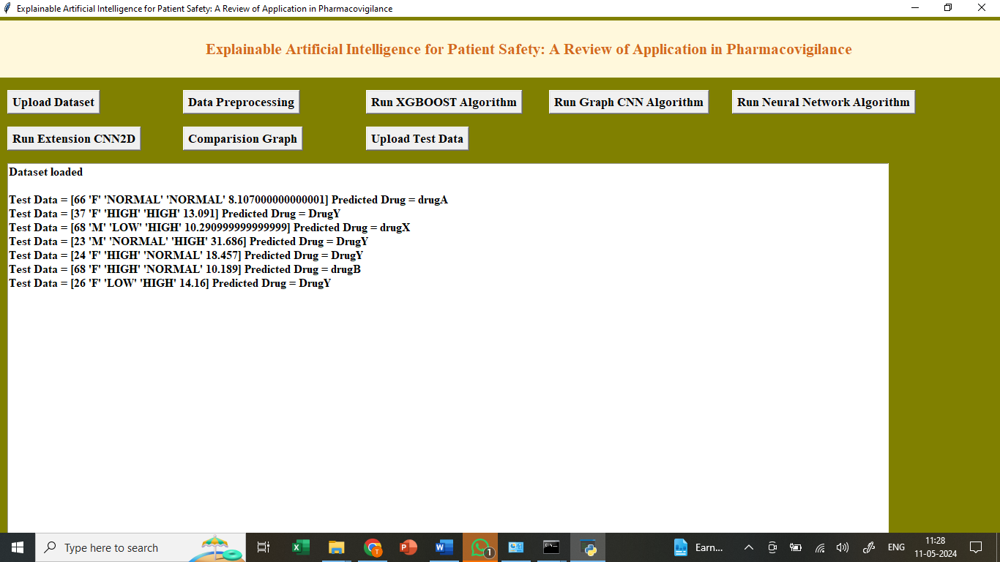 Explainable Artificial Intelligence for Patient Safety: A Review of Application in Pharmacovigilance
Explainable Artificial Intelligence for Patient Safety: A Review of Application in Pharmacovigilance
Upload Dataset Data Preprocessing Run XGBOOST Algorithm Run Graph CNN Algorithm Run Neural Network Algorithm
Run Extension CNN2D Comparision Graph Upload Test Data
Dataset loaded
Test Data = [66 'F' 'NORMAL' 'NORMAL' 8.107000000000001] Predicted Drug = drugA
Test Data = [37 'F' 'HIGH' 'HIGH' 13.091] Predicted Drug = DrugY
Test Data = [68 'M' 'LOW' 'HIGH' 10.290999999999999] Predicted Drug = drugX
Test Data = [23 'M' 'NORMAL' 'HIGH' 31.686] Predicted Drug = DrugY
Test Data = [24 'F' 'HIGH' 'NORMAL' 18.457] Predicted Drug = DrugY
Test Data = [68 'F' 'HIGH' 'NORMAL' 10.189] Predicted Drug = drugB
Test Data = [26 'F' 'LOW' 'HIGH' 14.16] Predicted Drug = DrugY
Type here to search X T P W 1 Earn... ENG 11:28
11-05-2024